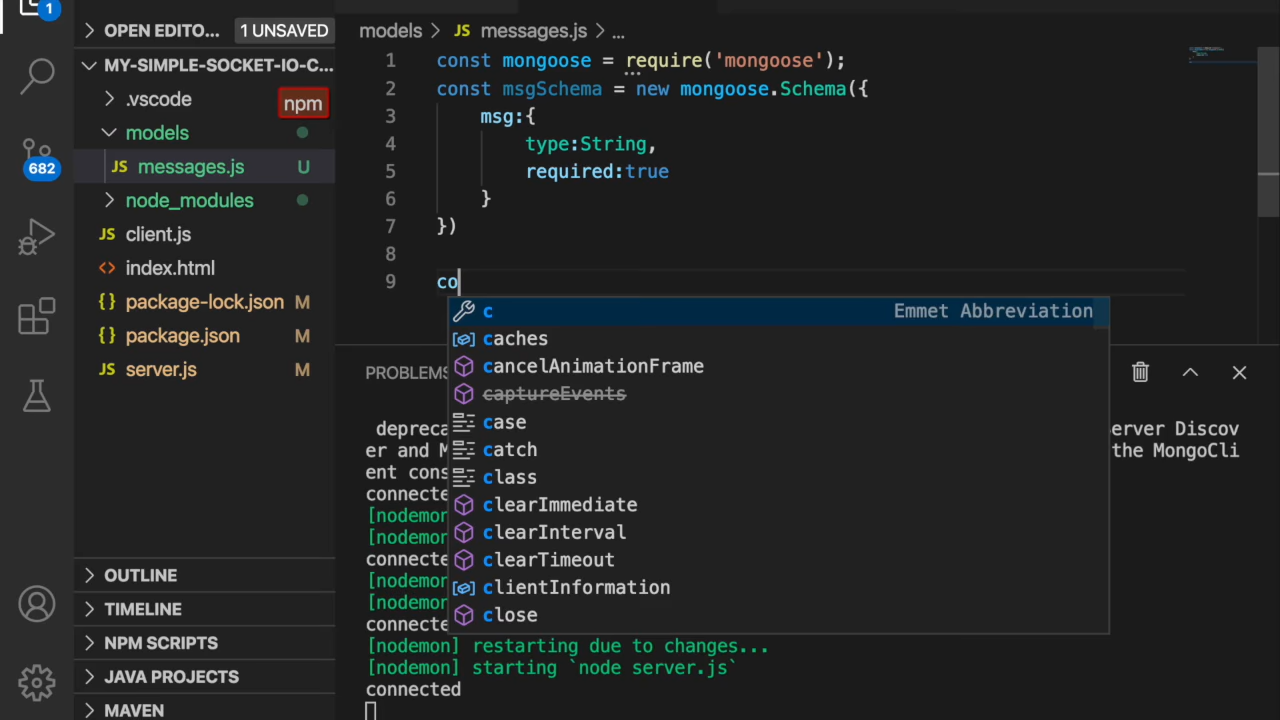 1
OPEN EDITO... 1 UNSAVED
MY-SIMPLE-SOCKET-IO-C...
.vscode
npm
models
JS messages.js U
node_modules
JS client.js
<> index.html
{} package-lock.json M
{} package.json M
JS server.js M
682
OUTLINE
TIMELINE
NPM SCRIPTS
JAVA PROJECTS
MAVEN
models > JS messages.js > ...
1 const mongoose = require('mongoose');
2 const msgSchema = new mongoose.Schema({
3 msg:{
4 type:String,
5 required:true
6 }
7 })
8
9 co
c Emmet Abbreviation
caches
cancelAnimationFrame
captureEvents
case
catch
class
clearImmediate
clearInterval
clearTimeout
clientInformation
close
PROBLEMS
depreca erver Discov
er and M the MongoCli
ent cons
connecte
[nodemon
[nodemon
connecte
[nodemon
[nodemon
connecte
[nodemon] restarting due to changes...
[nodemon] starting `node server.js`
connected